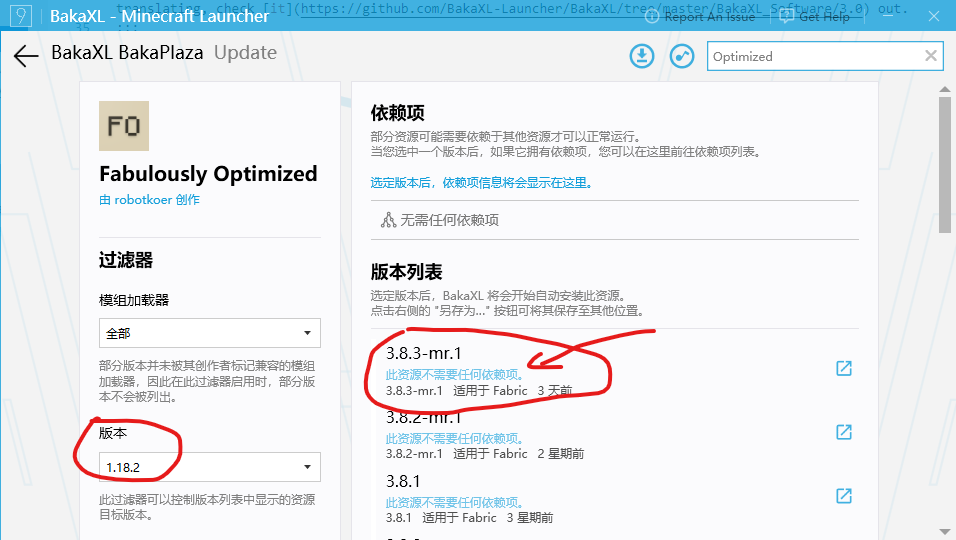 translating, check [it](https://github.com/BakaXL-Launcher/BakaXL/tree/master/BakaXL_Software/3.0) out.
BakaXL - Minecraft Launcher
Report An Issue
Get Help
BakaXL BakaPlaza Update
Optimized
FO
Fabulously Optimized
由 robotkoer 创作
过滤器
模组加载器
全部
部分版本并未被其创作者标记兼容的模组
加载器，因此在此过滤器启用时，部分版
本不会被列出。
版本
1.18.2
此过滤器可以控制版本列表中显示的资源
目标版本。
依赖项
部分资源可能需要依赖于其他资源才可以正常运行。
当您选中一个版本后，如果它拥有依赖项，您可以在这里前往依赖项列表。
选定版本后，依赖项信息将会显示在这里。
无需任何依赖项
版本列表
选定版本后，BakaXL 将会开始自动安装此资源。
点击右侧的 "另存为..." 按钮可将其保存至其他位置。
3.8.3-mr.1
此资源不需要任何依赖项。
3.8.3-mr.1 适用于 Fabric 3 天前
3.8.2-mr.1
此资源不需要任何依赖项。
3.8.2-mr.1 适用于 Fabric 2 星期前
3.8.1
此资源不需要任何依赖项。
3.8.1 适用于 Fabric 3 星期前